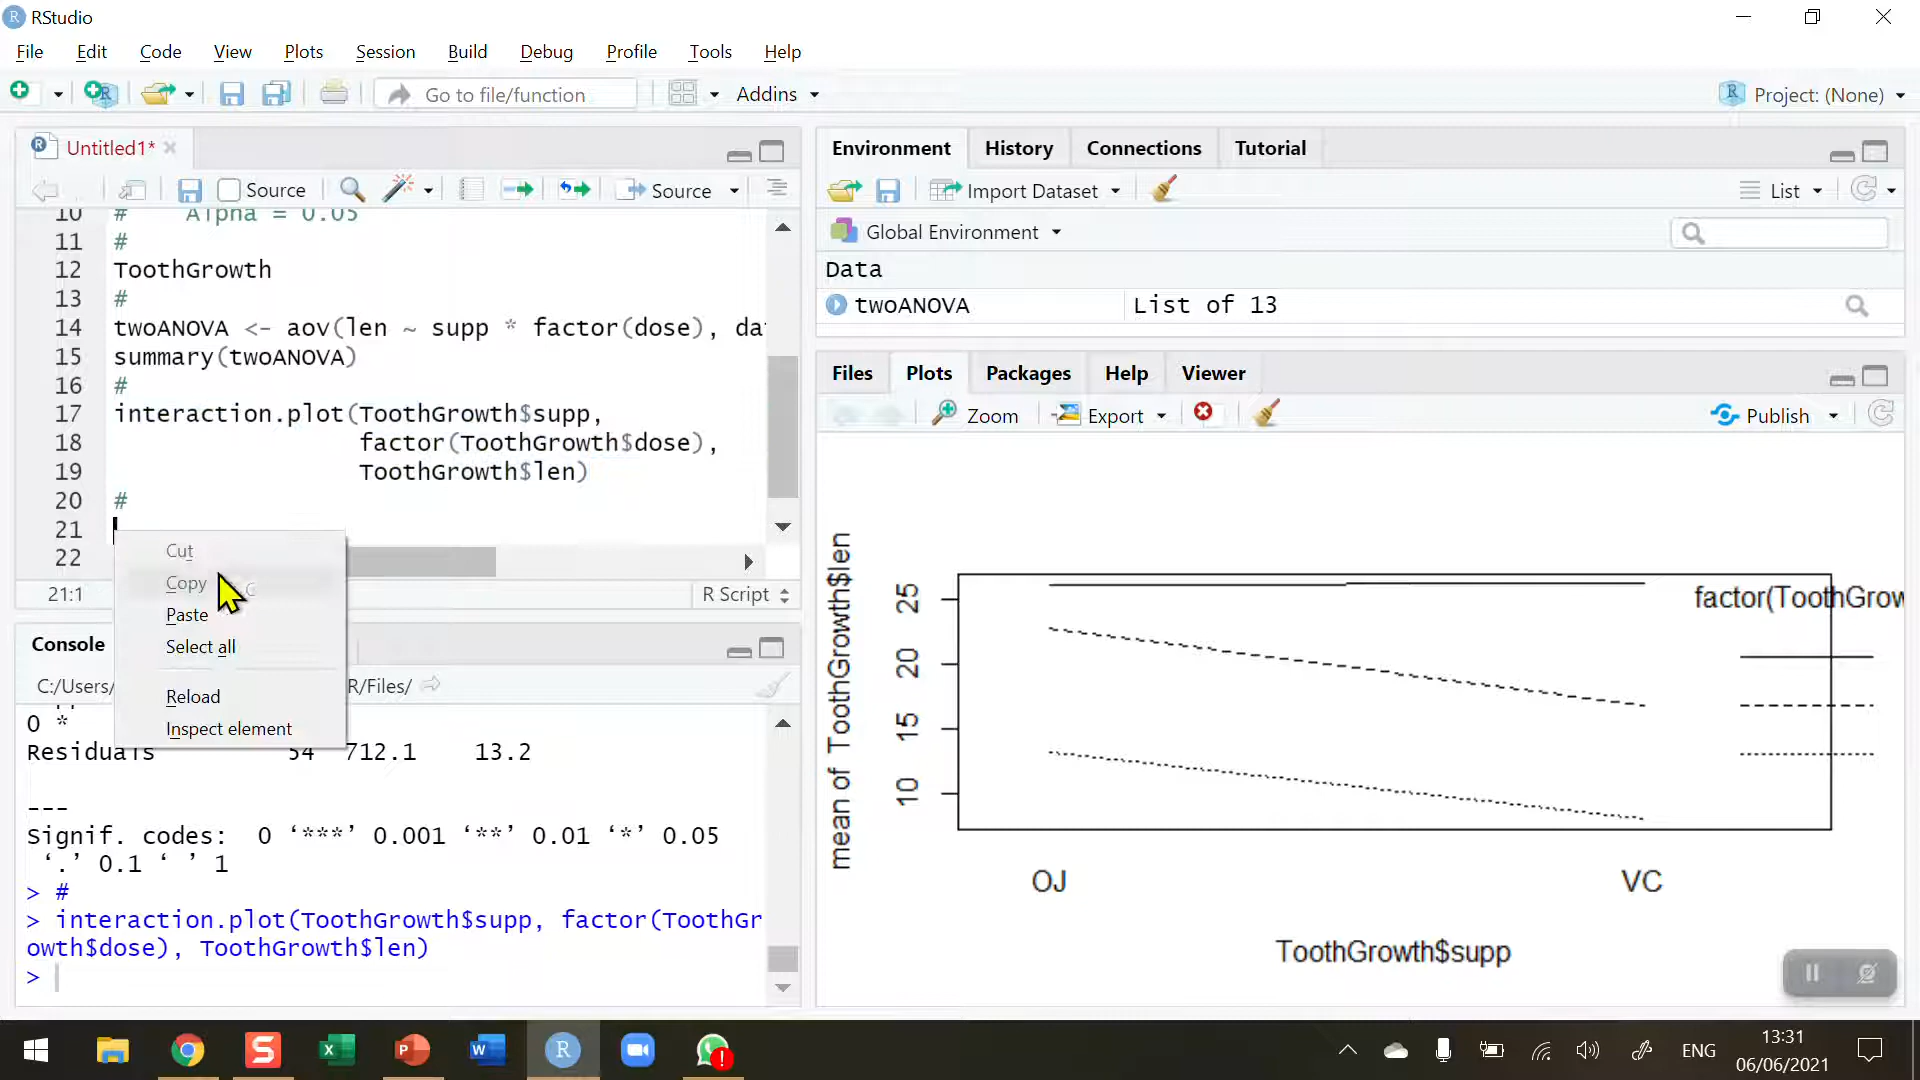 RStudio
File Edit Code View Plots Session Build Debug Profile Tools Help
Go to file/function Addins Project: (None)
Untitled1*
Source Source
10 # Alpha = 0.05
11 #
12 ToothGrowth
13 #
14 twoANOVA <- aov(len ~ supp * factor(dose), da
15 summary(twoANOVA)
16 #
17 interaction.plot(ToothGrowth$supp,
18 factor(ToothGrowth$dose),
19 ToothGrowth$len)
20 #
21
22
21:1 R Script
Cut
Copy
Paste
Select all
Reload
Inspect element
Console
C:/Users/ R/Files/
0 *
Residuals 54 712.1 13.2
---
Signif. codes: 0 ‘***’ 0.001 ‘**’ 0.01 ‘*’ 0.05
‘.’ 0.1 ‘ ’ 1
> #
> interaction.plot(ToothGrowth$supp, factor(ToothGr
owth$dose), ToothGrowth$len)
>
Environment History Connections Tutorial
Import Dataset List
Global Environment
Data
twoANOVA List of 13
Files Plots Packages Help Viewer
Zoom Export Publish
mean of ToothGrowth$len
25
20
15
10
factor(ToothGrow
OJ VC
ToothGrowth$supp
ENG
13:31
06/06/2021